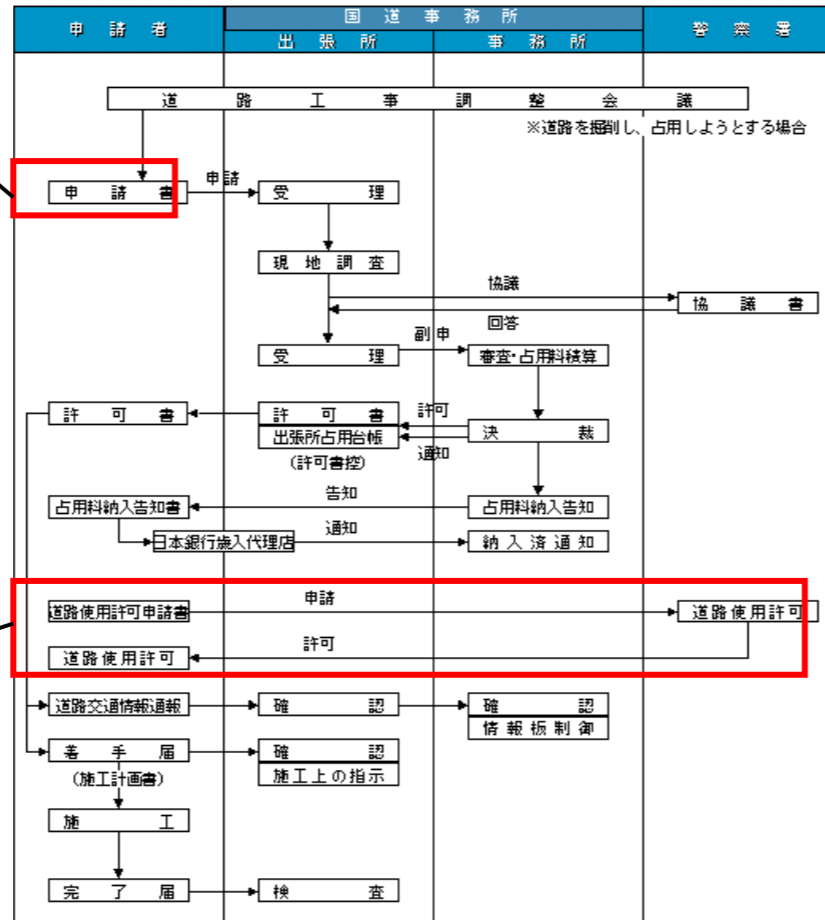 申請者
国道事務所
出張所
事務所
警察署
道路工事調整会議
※道路を掘削し、占用しようとする場合
申請書
申請
受理
現地調査
協議
協議書
回答
受理
副申
審査・占用料積算
許可書
許可書
許可
決裁
出張所占用台帳
通知
(許可書控)
告知
占用料納入告知書
占用料納入告知
通知
日本銀行歳入代理店
納入済通知
申請
道路使用許可申請書
道路使用許可
許可
道路使用許可
道路交通情報通報
確認
確認
情報板制御
着手届
確認
(施工計画書)
施工上の指示
施工
完了届
検査